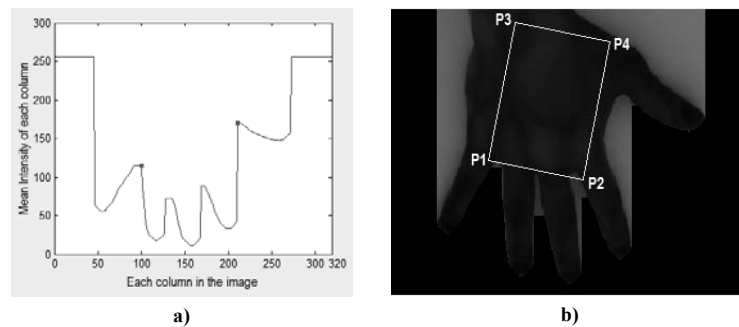 300
250
200
150
100
50
0
Mean Intensity of each column
0 50 100 150 200 250 300 320
Each column in the image
a)
P3
P4
P1
P2
b)